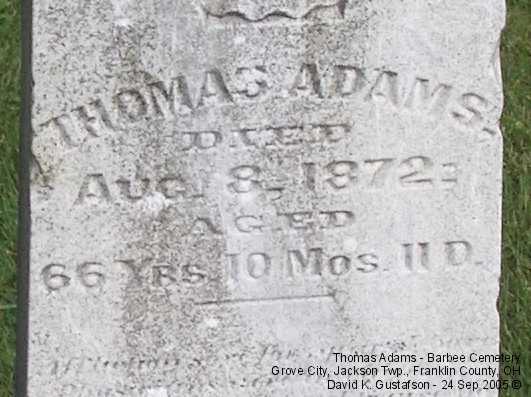 THOMAS ADAMS.
DIED
AUG. 8, 1872:
AGED
66 YRS. 10 MOS. 11 D.
Thomas Adams - Barbee Cemetery
Grove City, Jackson Twp., Franklin County, OH
David K. Gustafson - 24 Sep 2005 ©